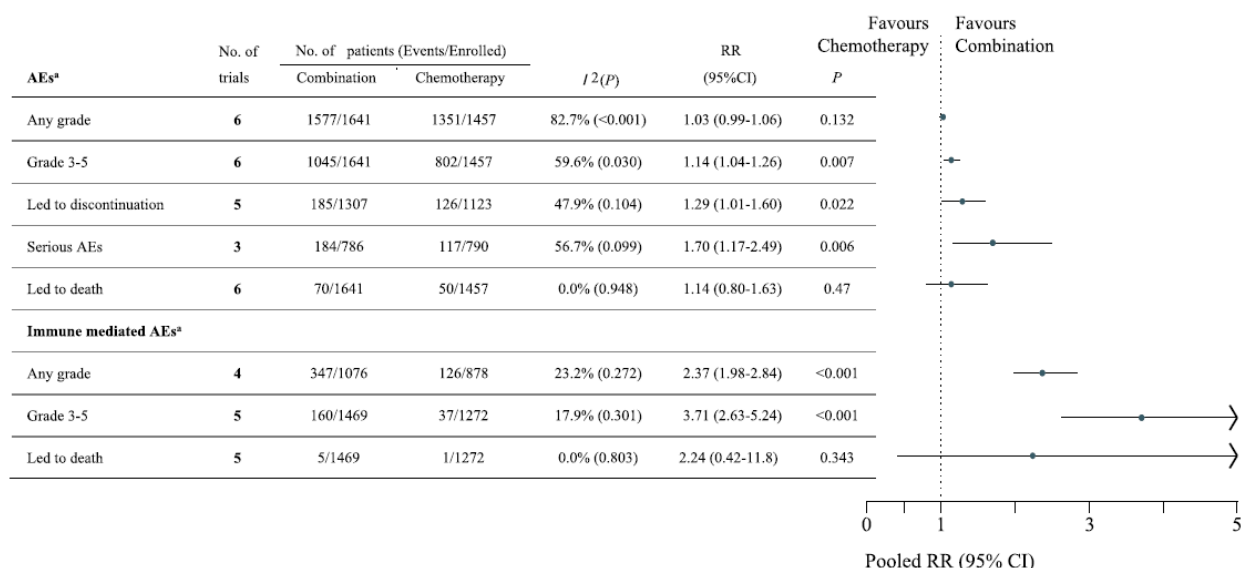 Favours Favours
Chemotherapy Combination
No. of No. of patients (Events/Enrolled) RR
AEsᵃ trials Combination Chemotherapy I 2(P) (95%CI) P
Any grade 6 1577/1641 1351/1457 82.7% (<0.001) 1.03 (0.99-1.06) 0.132
Grade 3-5 6 1045/1641 802/1457 59.6% (0.030) 1.14 (1.04-1.26) 0.007
Led to discontinuation 5 185/1307 126/1123 47.9% (0.104) 1.29 (1.01-1.60) 0.022
Serious AEs 3 184/786 117/790 56.7% (0.099) 1.70 (1.17-2.49) 0.006
Led to death 6 70/1641 50/1457 0.0% (0.948) 1.14 (0.80-1.63) 0.47
Immune mediated AEsᵃ
Any grade 4 347/1076 126/878 23.2% (0.272) 2.37 (1.98-2.84) <0.001
Grade 3-5 5 160/1469 37/1272 17.9% (0.301) 3.71 (2.63-5.24) <0.001
Led to death 5 5/1469 1/1272 0.0% (0.803) 2.24 (0.42-11.8) 0.343
0 1 3 5
Pooled RR (95% CI)